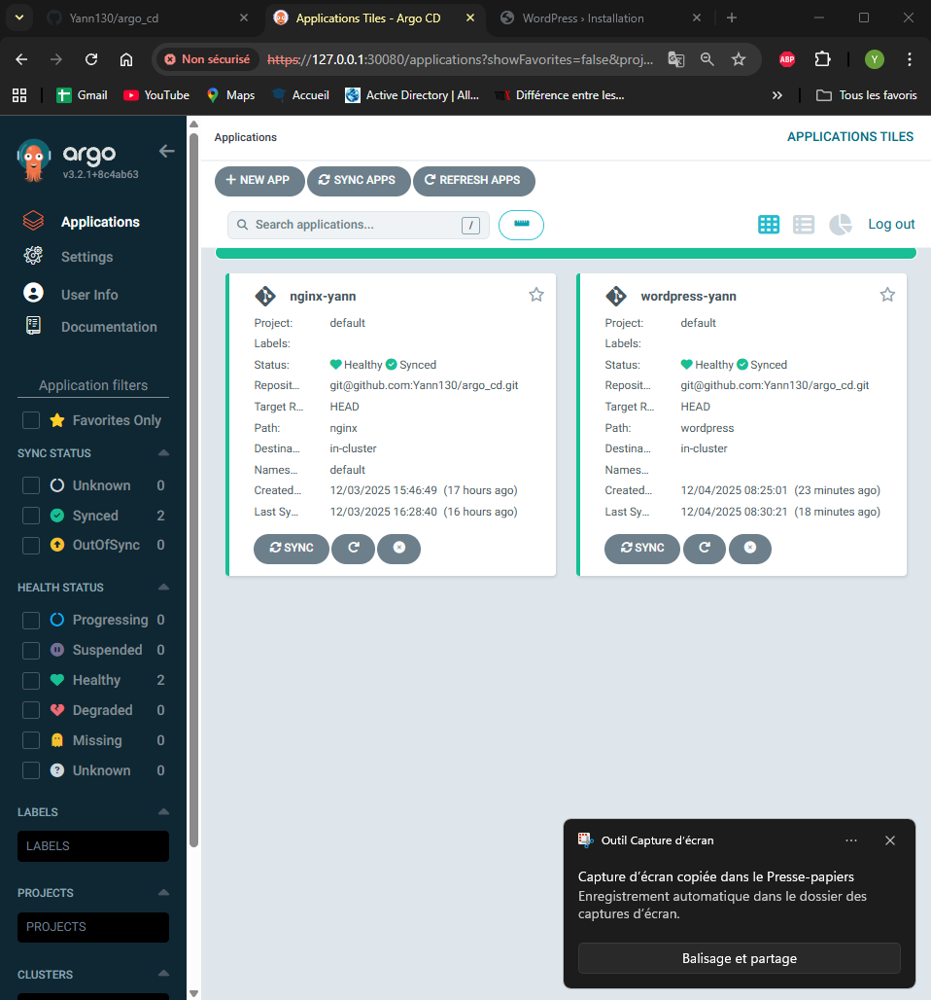 Yann130/argo_cd
Applications Tiles - Argo CD
WordPress › Installation
Non sécurisé
https://127.0.0.1:30080/applications?showFavorites=false&proj...
ABP
Y
Gmail
YouTube
Maps
Accueil
Active Directory | All...
Différence entre les...
Tous les favoris
argo
v3.2.1+8c4ab63
Applications
Settings
User Info
Documentation
Application filters
Favorites Only
SYNC STATUS
Unknown 0
Synced 2
OutOfSync 0
HEALTH STATUS
Progressing 0
Suspended 0
Healthy 2
Degraded 0
Missing 0
Unknown 0
LABELS
LABELS
PROJECTS
PROJECTS
CLUSTERS
Applications
APPLICATIONS TILES
NEW APP
SYNC APPS
REFRESH APPS
Search applications...
/
Log out
nginx-yann
Project: default
Labels:
Status: Healthy Synced
Reposit... git@github.com:Yann130/argo_cd.git
Target R... HEAD
Path: nginx
Destina... in-cluster
Names... default
Created... 12/03/2025 15:46:49 (17 hours ago)
Last Sy... 12/03/2025 16:28:40 (16 hours ago)
SYNC
wordpress-yann
Project: default
Labels:
Status: Healthy Synced
Reposit... git@github.com:Yann130/argo_cd.git
Target R... HEAD
Path: wordpress
Destina... in-cluster
Names...
Created... 12/04/2025 08:25:01 (23 minutes ago)
Last Sy... 12/04/2025 08:30:21 (18 minutes ago)
SYNC
Outil Capture d'écran
Capture d'écran copiée dans le Presse-papiers
Enregistrement automatique dans le dossier des
captures d'écran.
Balisage et partage